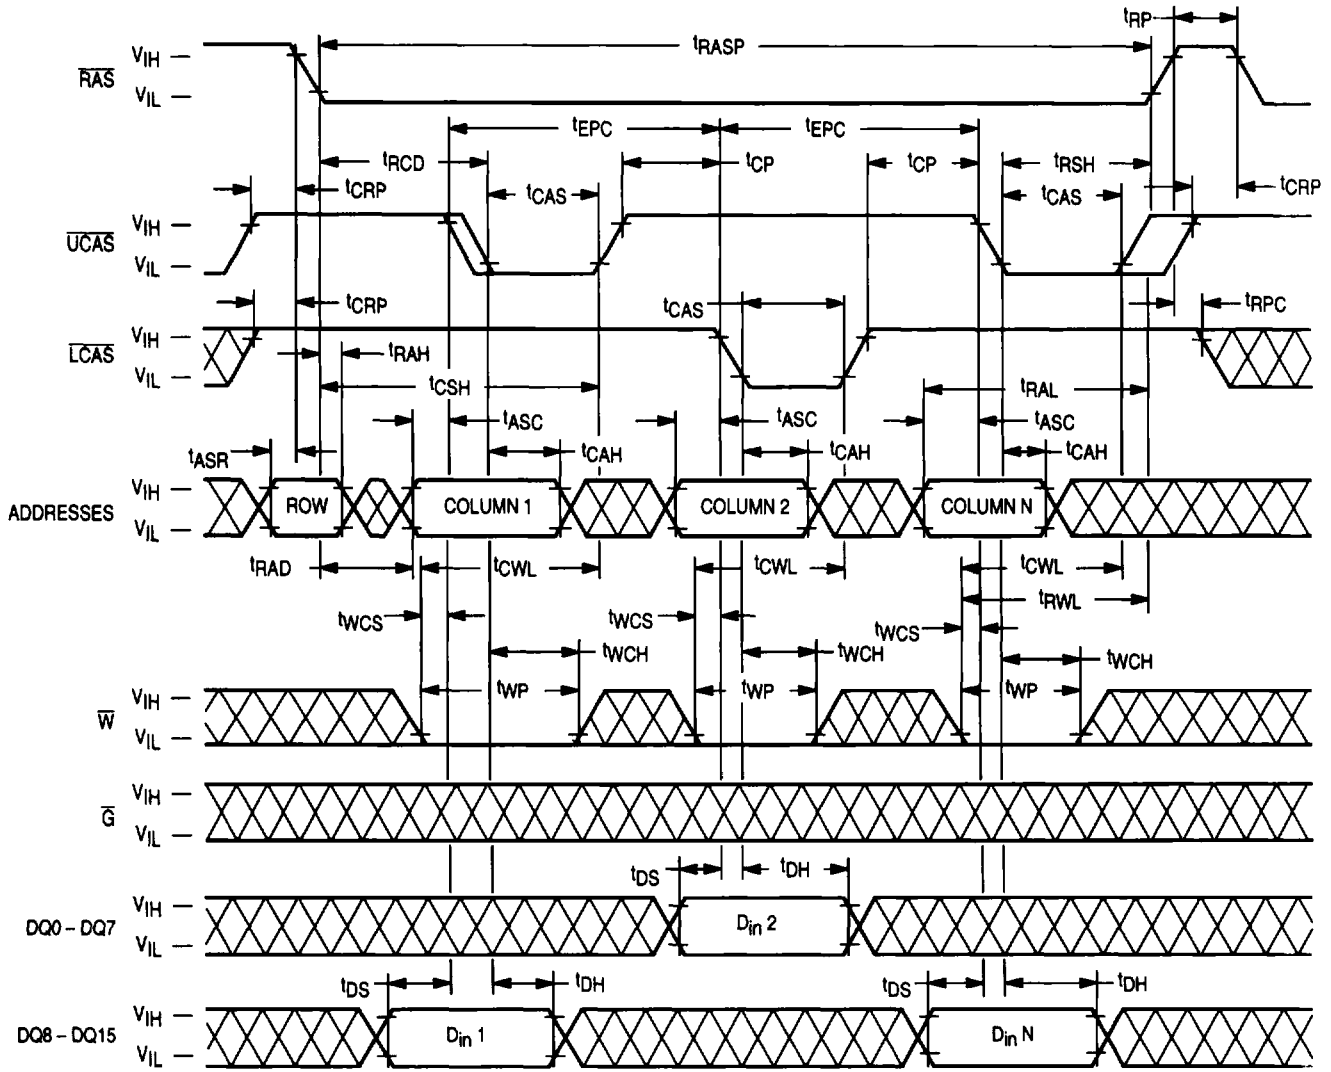 tRP
tRASP
VIH
RAS
VIL
tEPC tEPC
tRCD tCP tCP tRSH
tCRP tCAS tCAS tCRP
VIH
UCAS
VIL
tCRP tCAS tRPC
VIH
LCAS tRAH
VIL
tCSH tRAL
tASC tASC tASC
tASR tCAH tCAH tCAH
VIH
ADDRESSES ROW COLUMN 1 COLUMN 2 COLUMN N
VIL
tRAD tCWL tCWL tCWL
tRWL
tWCS tWCS tWCS
tWCH tWCH tWCH
tWP tWP tWP
VIH
W
VIL
VIH
G
VIL
tDS tDH
VIH
DQ0 – DQ7 Din 2
VIL
tDS tDH tDS tDH
VIH
DQ8 – DQ15 Din 1 Din N
VIL